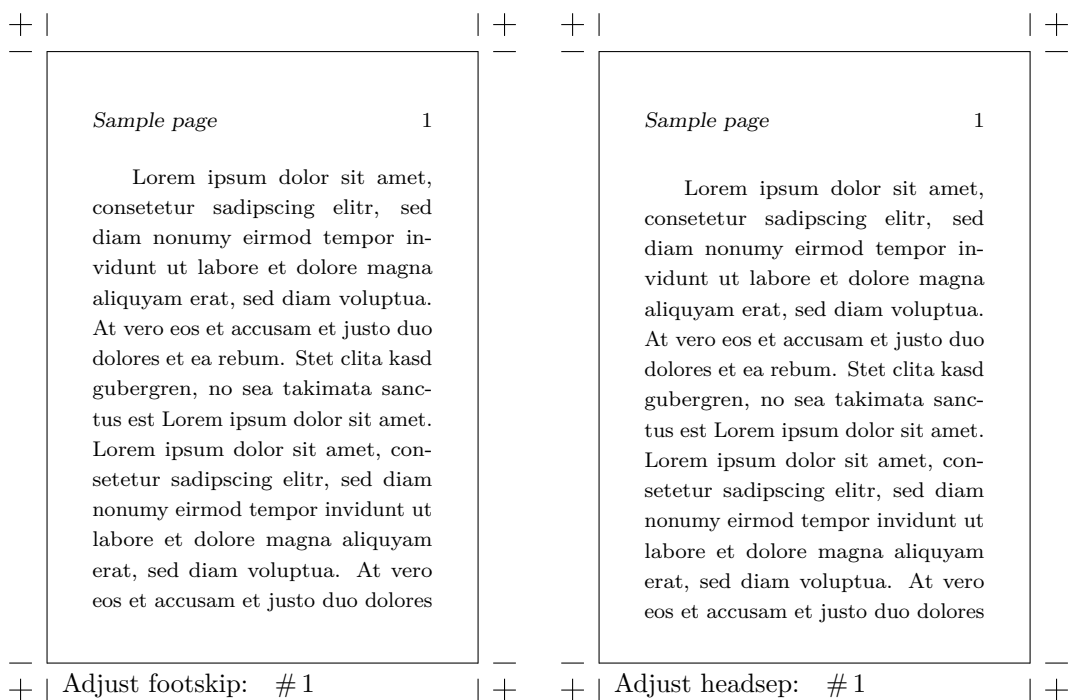 Sample page 1
Lorem ipsum dolor sit amet,
consetetur sadipscing elitr, sed
diam nonumy eirmod tempor in-
vidunt ut labore et dolore magna
aliquyam erat, sed diam voluptua.
At vero eos et accusam et justo duo
dolores et ea rebum. Stet clita kasd
gubergren, no sea takimata sanc-
tus est Lorem ipsum dolor sit amet.
Lorem ipsum dolor sit amet, con-
setetur sadipscing elitr, sed diam
nonumy eirmod tempor invidunt ut
labore et dolore magna aliquyam
erat, sed diam voluptua. At vero
eos et accusam et justo duo dolores
Adjust footskip: #1
Sample page 1
Lorem ipsum dolor sit amet,
consetetur sadipscing elitr, sed
diam nonumy eirmod tempor in-
vidunt ut labore et dolore magna
aliquyam erat, sed diam voluptua.
At vero eos et accusam et justo duo
dolores et ea rebum. Stet clita kasd
gubergren, no sea takimata sanc-
tus est Lorem ipsum dolor sit amet.
Lorem ipsum dolor sit amet, con-
setetur sadipscing elitr, sed diam
nonumy eirmod tempor invidunt ut
labore et dolore magna aliquyam
erat, sed diam voluptua. At vero
eos et accusam et justo duo dolores
Adjust headsep: #1